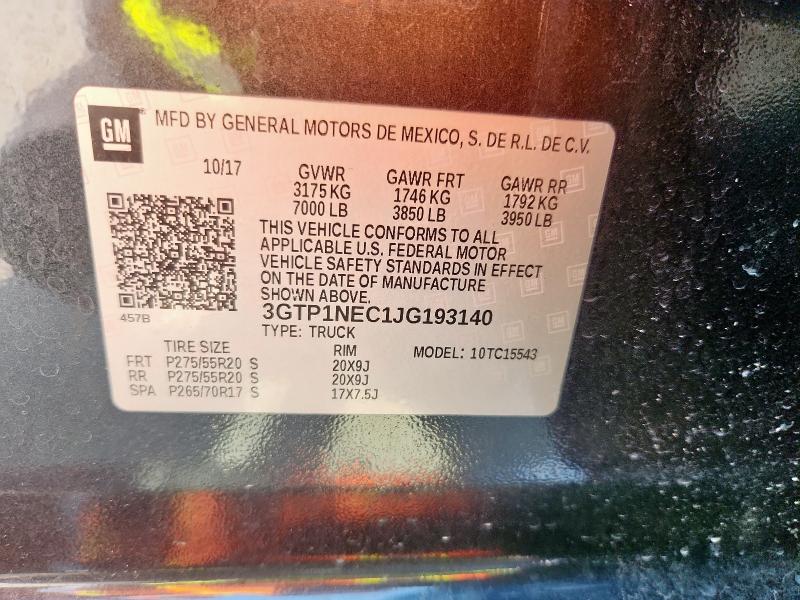 GM
MFD BY GENERAL MOTORS DE MEXICO, S. DE R.L. DE C.V.
10/17 GVWR GAWR FRT GAWR RR
3175 KG 1746 KG 1792 KG
7000 LB 3850 LB 3950 LB
THIS VEHICLE CONFORMS TO ALL
APPLICABLE U.S. FEDERAL MOTOR
VEHICLE SAFETY STANDARDS IN EFFECT
ON THE DATE OF MANUFACTURE
SHOWN ABOVE.
457B 3GTP1NEC1JG193140
TYPE: TRUCK
TIRE SIZE RIM MODEL: 10TC15543
FRT P275/55R20 S 20X9J
RR P275/55R20 S 20X9J
SPA P265/70R17 S 17X7.5J